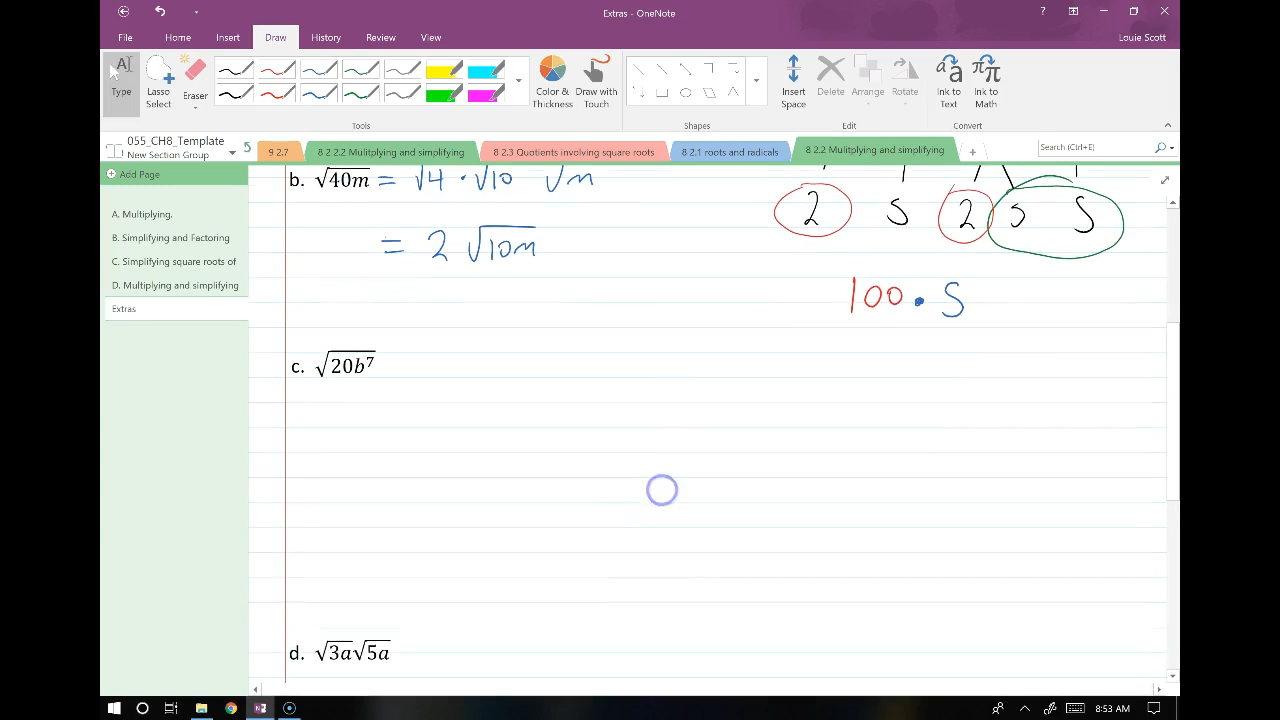 Extras - OneNote
?
Louie Scott
File Home Insert Draw History Review View
Type
Lasso Select
Eraser
Color & Thickness
Draw with Touch
Insert Space
Delete
Arrange
Rotate
Ink to Text
Ink to Math
Tools
Shapes
Edit
Convert
055_CH8_Template
New Section Group
9 2.7
8 2.2.2 Mulitplying and simplifying
8 2.3 Quotients involving square roots
8 2.1 roots and radicals
8 2.2 Mulitplying and simplifying
Search (Ctrl+E)
Add Page
A. Multiplying.
B. Simplifying and Factoring
C. Simplifying square roots of
D. Multiplying and simplifying
Extras
b. √40m = √4 · √10 √m
2 5 2 5 5
= 2 √10m
100 · 5
c. √20b⁷
d. √3a√5a
8:53 AM